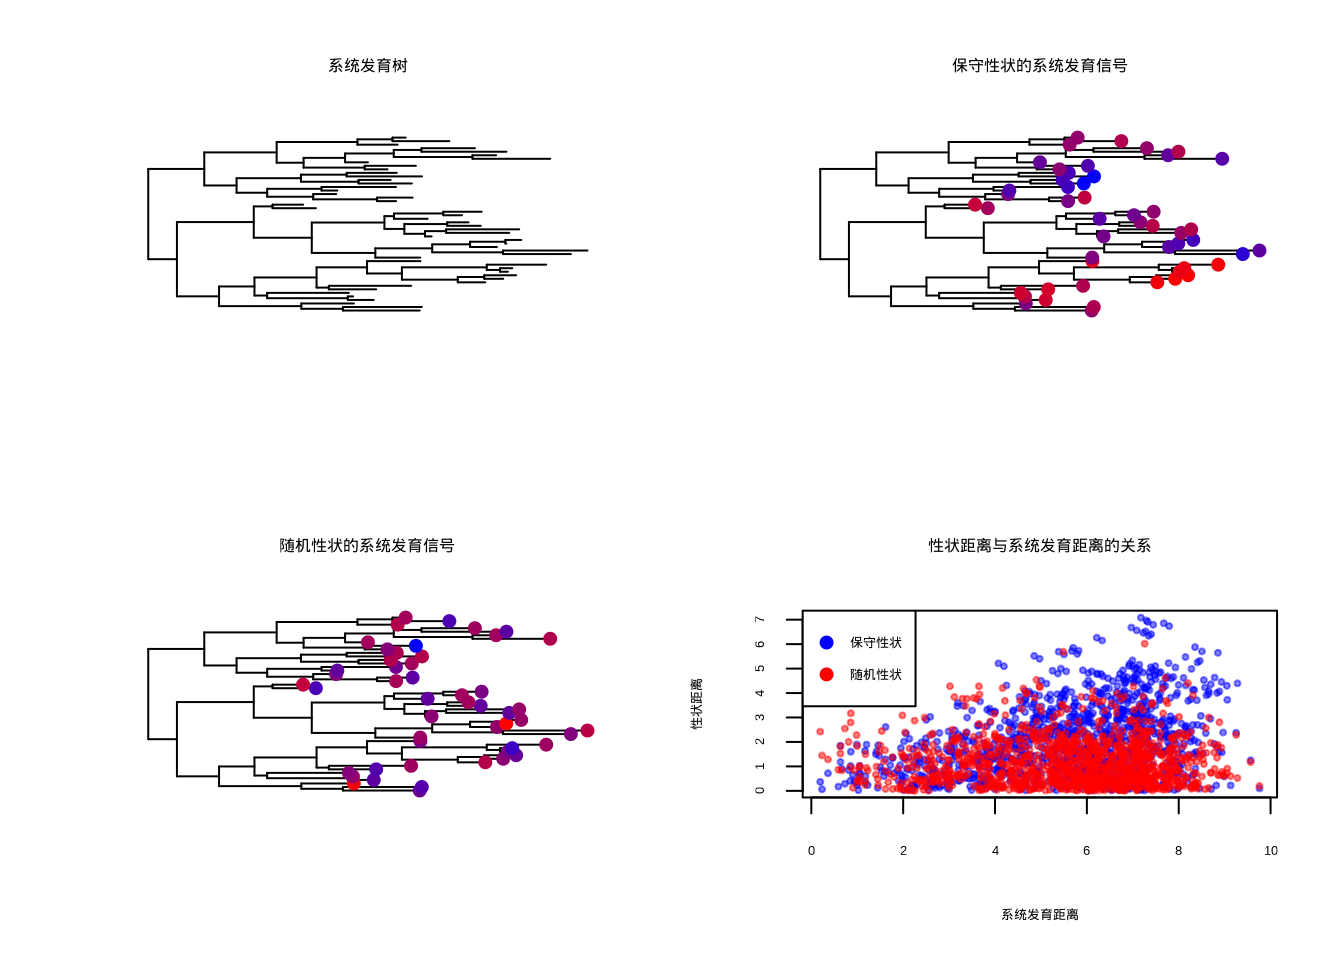 系统发育树
保守性状的系统发育信号
随机性状的系统发育信号
性状距离与系统发育距离的关系
保守性状
随机性状
性状距离
7
6
5
4
3
2
1
0
0 2 4 6 8 10
系统发育距离